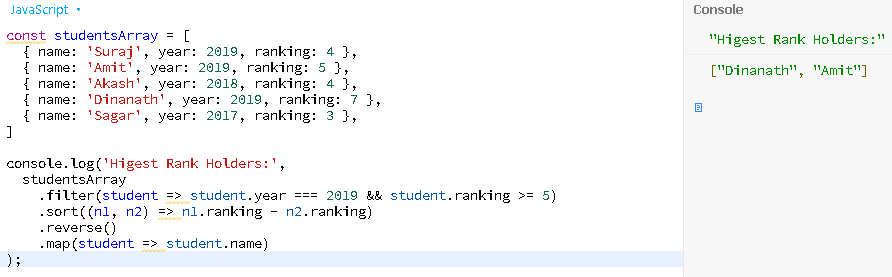 JavaScript
const studentsArray = [
  { name: 'Suraj', year: 2019, ranking: 4 },
  { name: 'Amit', year: 2019, ranking: 5 },
  { name: 'Akash', year: 2018, ranking: 4 },
  { name: 'Dinanath', year: 2019, ranking: 7 },
  { name: 'Sagar', year: 2017, ranking: 3 },
]
console.log('Higest Rank Holders:',
  studentsArray
    .filter(student => student.year === 2019 && student.ranking >= 5)
    .sort((n1, n2) => n1.ranking - n2.ranking)
    .reverse()
    .map(student => student.name)
);
Console
"Higest Rank Holders:"
["Dinanath", "Amit"]